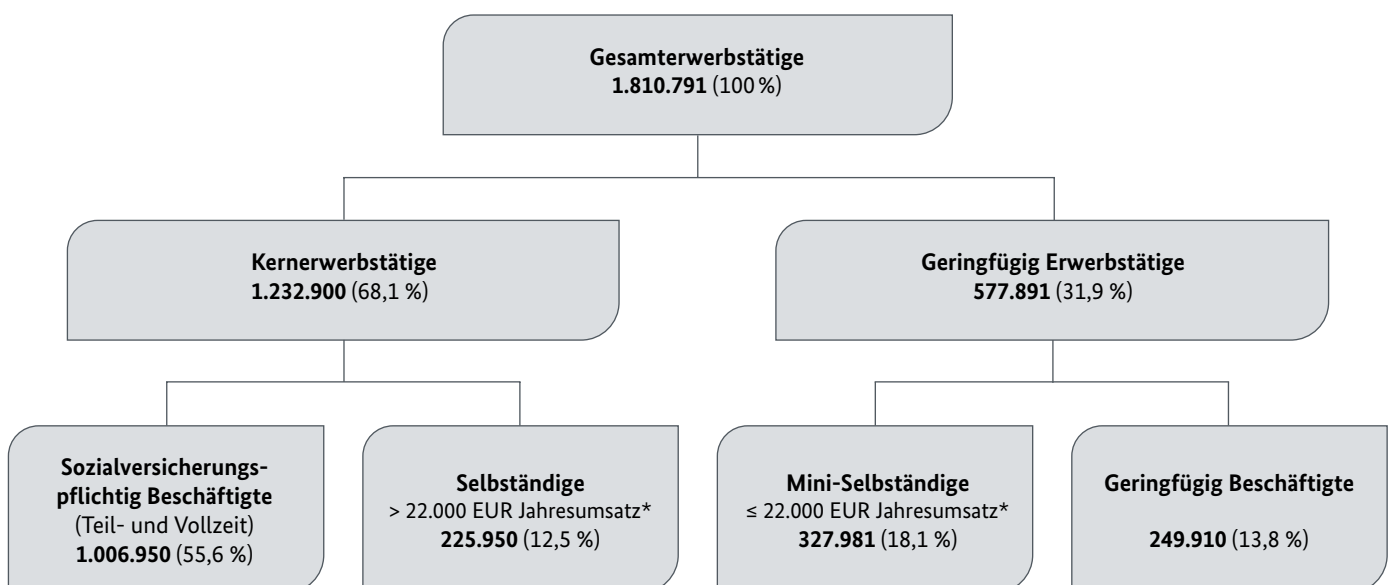 Gesamterwerbstätige
1.810.791 (100 %)
Kernerwerbstätige
1.232.900 (68,1 %)
Geringfügig Erwerbstätige
577.891 (31,9 %)
Sozialversicherungs-
pflichtig Beschäftigte
(Teil- und Vollzeit)
1.006.950 (55,6 %)
Selbständige
> 22.000 EUR Jahresumsatz*
225.950 (12,5 %)
Mini-Selbständige
≤ 22.000 EUR Jahresumsatz*
327.981 (18,1 %)
Geringfügig Beschäftigte
249.910 (13,8 %)